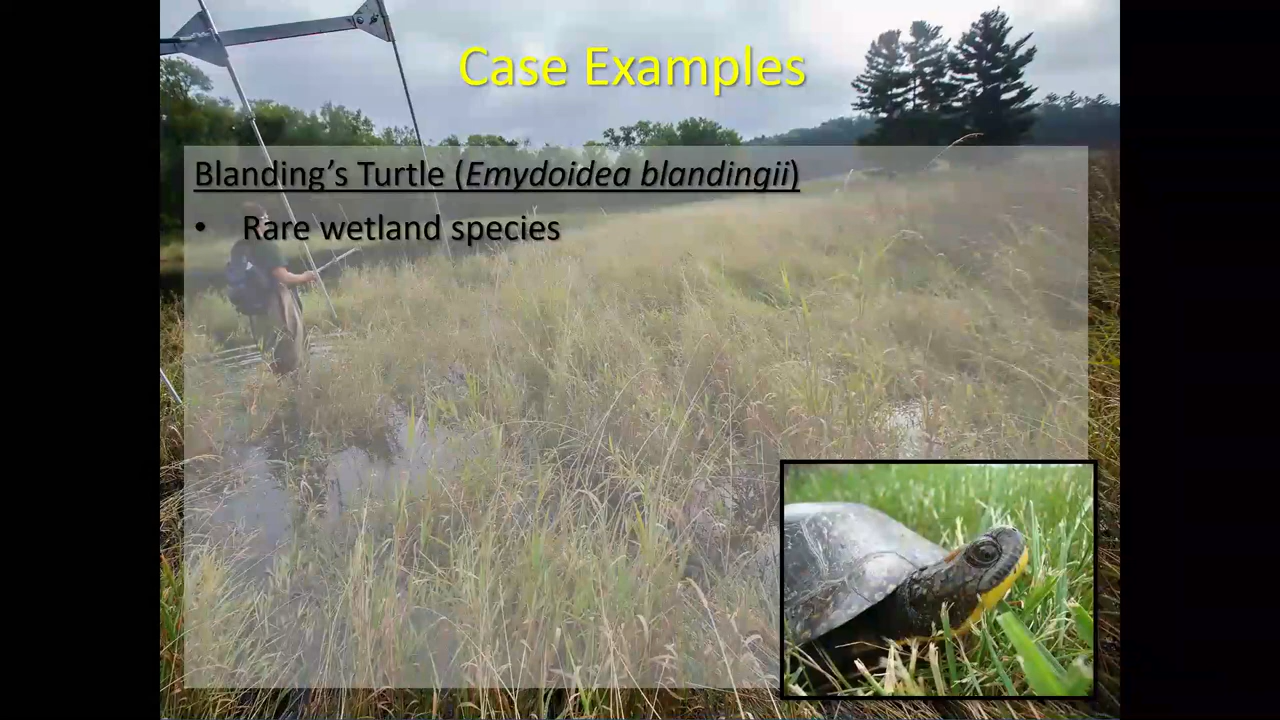 Case Examples
Blanding’s Turtle (Emydoidea blandingii)
• Rare wetland species